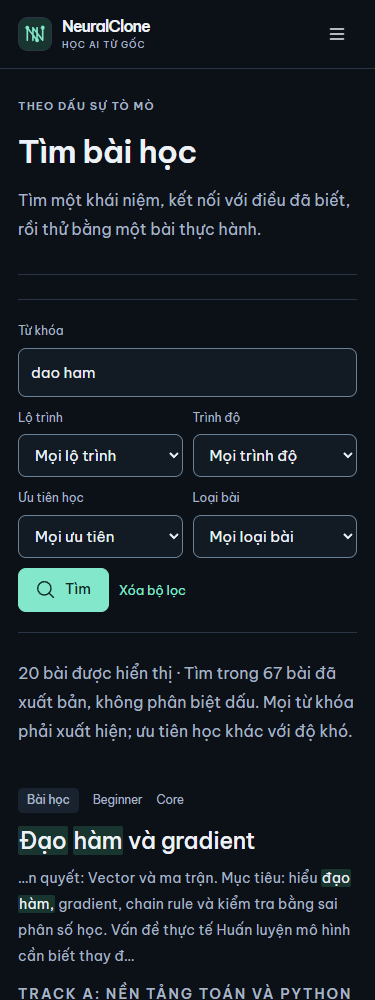 NeuralClone
HỌC AI TỪ GỐC
THEO DẤU SỰ TÒ MÒ
Tìm bài học
Tìm một khái niệm, kết nối với điều đã biết,
rồi thử bằng một bài thực hành.
Từ khóa
dao ham
Lộ trình
Trình độ
Mọi lộ trình
Mọi trình độ
Ưu tiên học
Loại bài
Mọi ưu tiên
Mọi loại bài
Tìm
Xóa bộ lọc
20 bài được hiển thị · Tìm trong 67 bài đã
xuất bản, không phân biệt dấu. Mọi từ khóa
phải xuất hiện; ưu tiên học khác với độ khó.
Bài học Beginner Core
Đạo hàm và gradient
…n quyết: Vector và ma trận. Mục tiêu: hiểu đạo
hàm, gradient, chain rule và kiểm tra bằng sai
phân số học. Vấn đề thực tế Huấn luyện mô hình
cần biết thay đ…
TRACK A: NỀN TẢNG TOÁN VÀ PYTHON